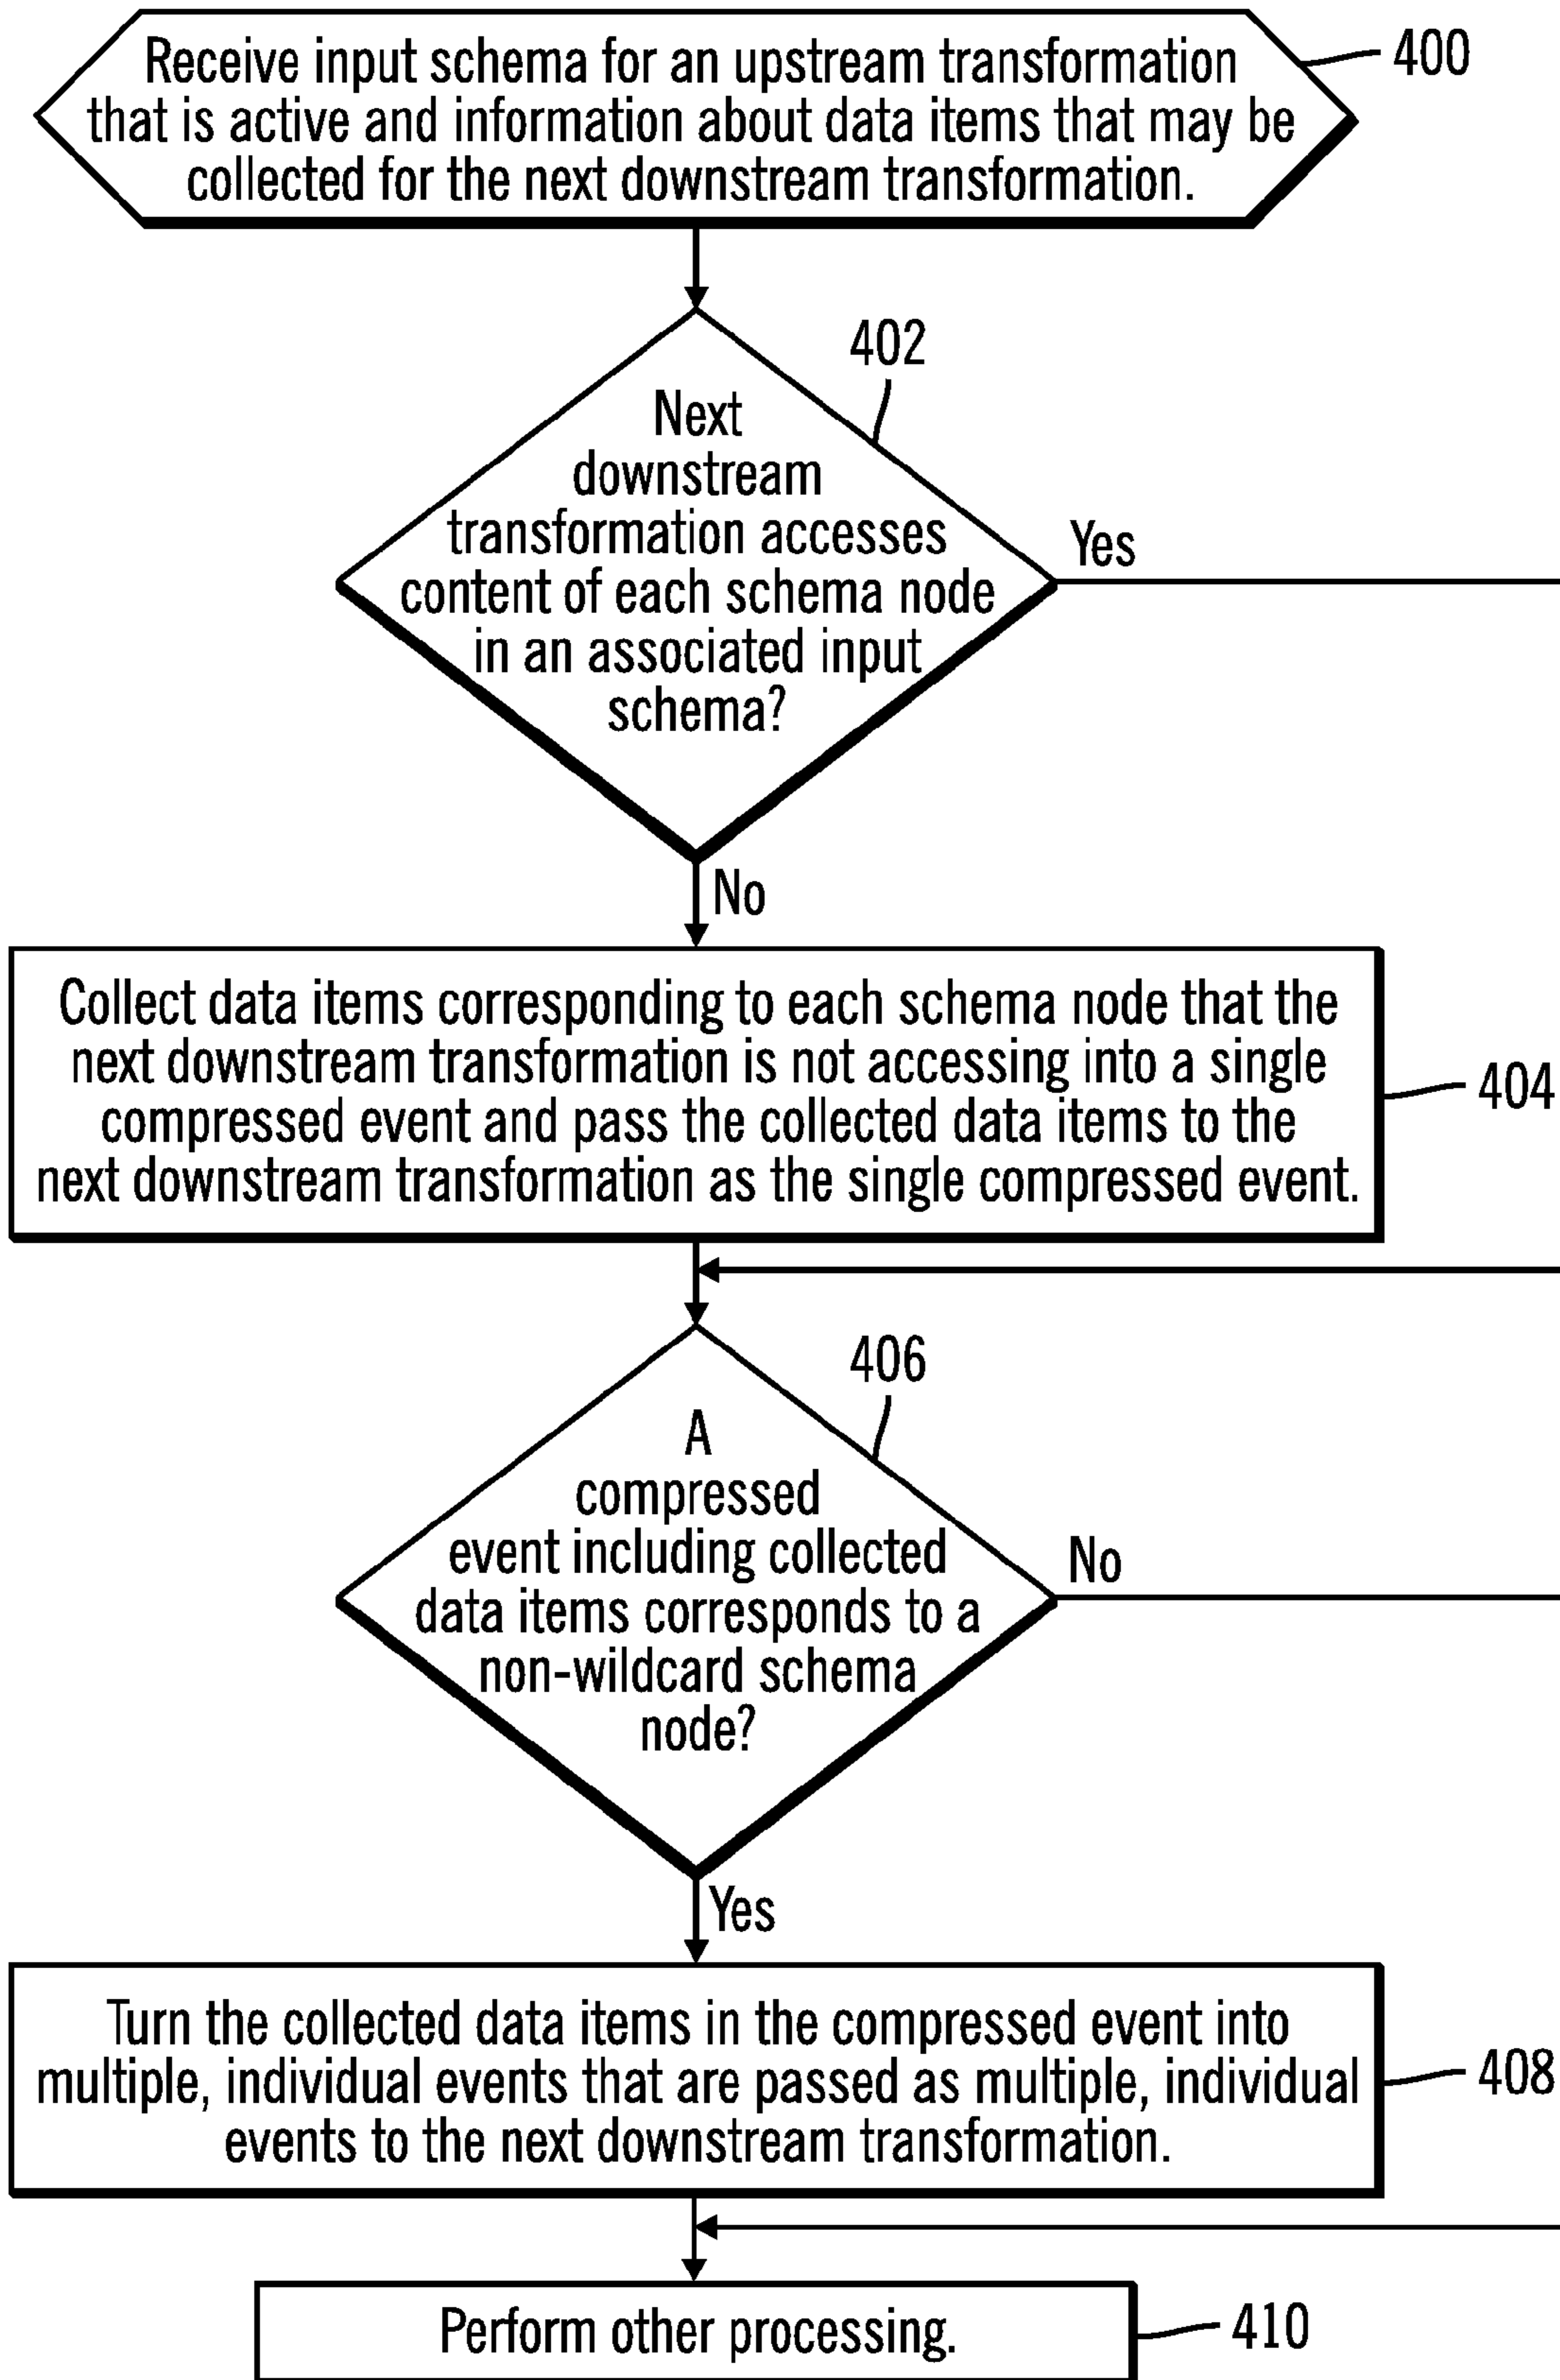 Receive input schema for an upstream transformation
that is active and information about data items that may be
collected for the next downstream transformation.
400
402
Next
downstream
transformation accesses
content of each schema node
in an associated input
schema?
Yes
No
Collect data items corresponding to each schema node that the
next downstream transformation is not accessing into a single
compressed event and pass the collected data items to the
next downstream transformation as the single compressed event.
404
406
A
compressed
event including collected
data items corresponds to a
non-wildcard schema
node?
No
Yes
Turn the collected data items in the compressed event into
multiple, individual events that are passed as multiple, individual
events to the next downstream transformation.
408
Perform other processing.
410